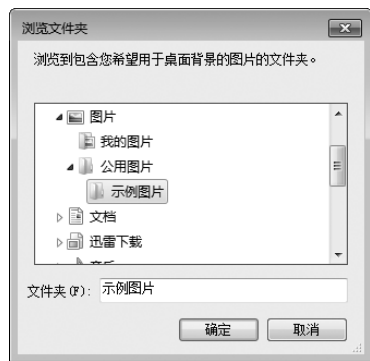 浏览文件夹
浏览到包含您希望用于桌面背景的图片的文件夹。
图片
我的图片
公用图片
示例图片
文档
迅雷下载
文件夹(F): 示例图片
确定 取消